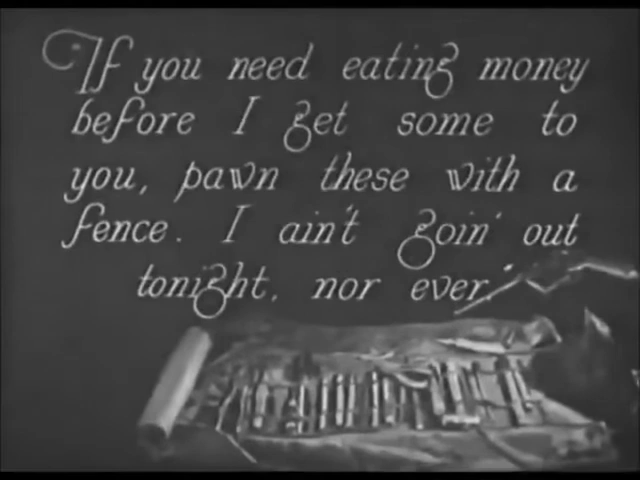 If you need eating money
before I get some to
you, pawn these with a
fence. I ain't goin' out
tonight, nor ever.